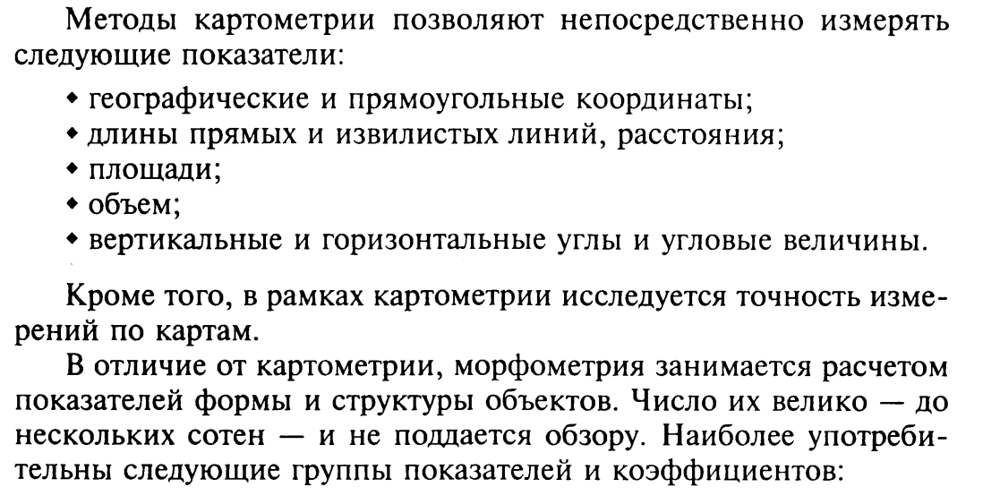 Методы картометрии позволяют непосредственно измерять
следующие показатели:
♦ географические и прямоугольные координаты;
♦ длины прямых и извилистых линий, расстояния;
♦ площади;
♦ объем;
♦ вертикальные и горизонтальные углы и угловые величины.
Кроме того, в рамках картометрии исследуется точность изме-
рений по картам.
В отличие от картометрии, морфометрия занимается расчетом
показателей формы и структуры объектов. Число их велико — до
нескольких сотен — и не поддается обзору. Наиболее употреби-
тельны следующие группы показателей и коэффициентов: